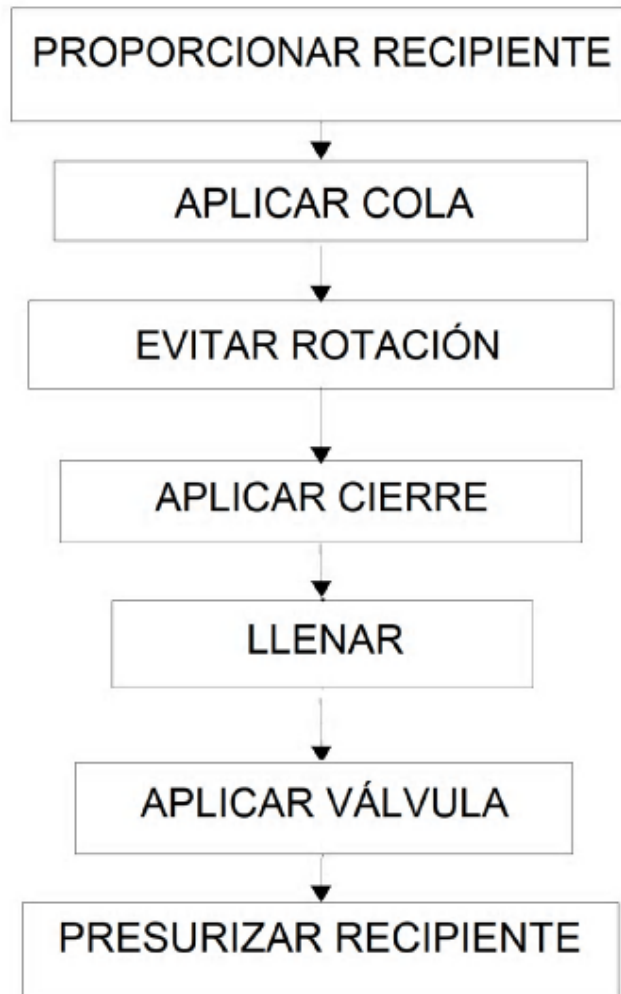 PROPORCIONAR RECIPIENTE
APLICAR COLA
EVITAR ROTACIÓN
APLICAR CIERRE
LLENAR
APLICAR VÁLVULA
PRESURIZAR RECIPIENTE